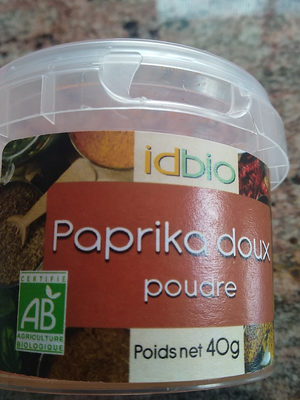 idbio
Paprika doux
poudre
CERTIFIÉ
AB
AGRICULTURE
BIOLOGIQUE
Poids net 40g